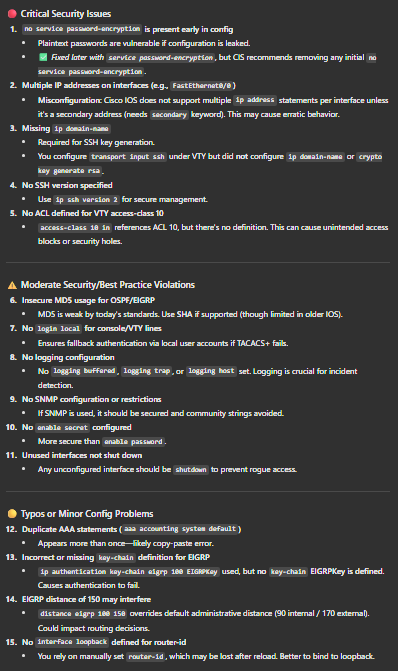 Critical Security Issues
1. no service password-encryption is present early in config
Plaintext passwords are vulnerable if configuration is leaked.
✅ Fixed later with service password-encryption, but CIS recommends removing any initial no
service password-encryption.
2. Multiple IP addresses on interfaces (e.g., FastEthernet0/0)
Misconfiguration: Cisco IOS does not support multiple ip address statements per interface unless
it's a secondary address (needs secondary keyword). This may cause erratic behavior.
3. Missing ip domain-name
Required for SSH key generation.
You configure transport input ssh under VTY but did not configure ip domain-name or crypto
key generate rsa.
4. No SSH version specified
Use ip ssh version 2 for secure management.
5. No ACL defined for VTY access-class 10
access-class 10 in references ACL 10, but there's no definition. This can cause unintended access
blocks or security holes.
Moderate Security/Best Practice Violations
6. Insecure MD5 usage for OSPF/EIGRP
MD5 is weak by today's standards. Use SHA if supported (though limited in older IOS).
7. No login local for console/VTY lines
Ensures fallback authentication via local user accounts if TACACS+ fails.
8. No logging configuration
No logging buffered, logging trap, or logging host set. Logging is crucial for incident
detection.
9. No SNMP configuration or restrictions
If SNMP is used, it should be secured and community strings avoided.
10. No enable secret configured
More secure than enable password.
11. Unused interfaces not shut down
Any unconfigured interface should be shutdown to prevent rogue access.
Typos or Minor Config Problems
12. Duplicate AAA statements (aaa accounting system default)
Appears more than once—likely copy-paste error.
13. Incorrect or missing key-chain definition for EIGRP
ip authentication key-chain eigrp 100 EIGRPKey used, but no key-chain EIGRPKey is defined.
Causes authentication to fail.
14. EIGRP distance of 150 may interfere
distance eigrp 100 150 overrides default administrative distance (90 internal / 170 external).
Could impact routing decisions.
15. No interface loopback defined for router-id
You rely on manually set router-id, which may be lost after reload. Better to bind to loopback.